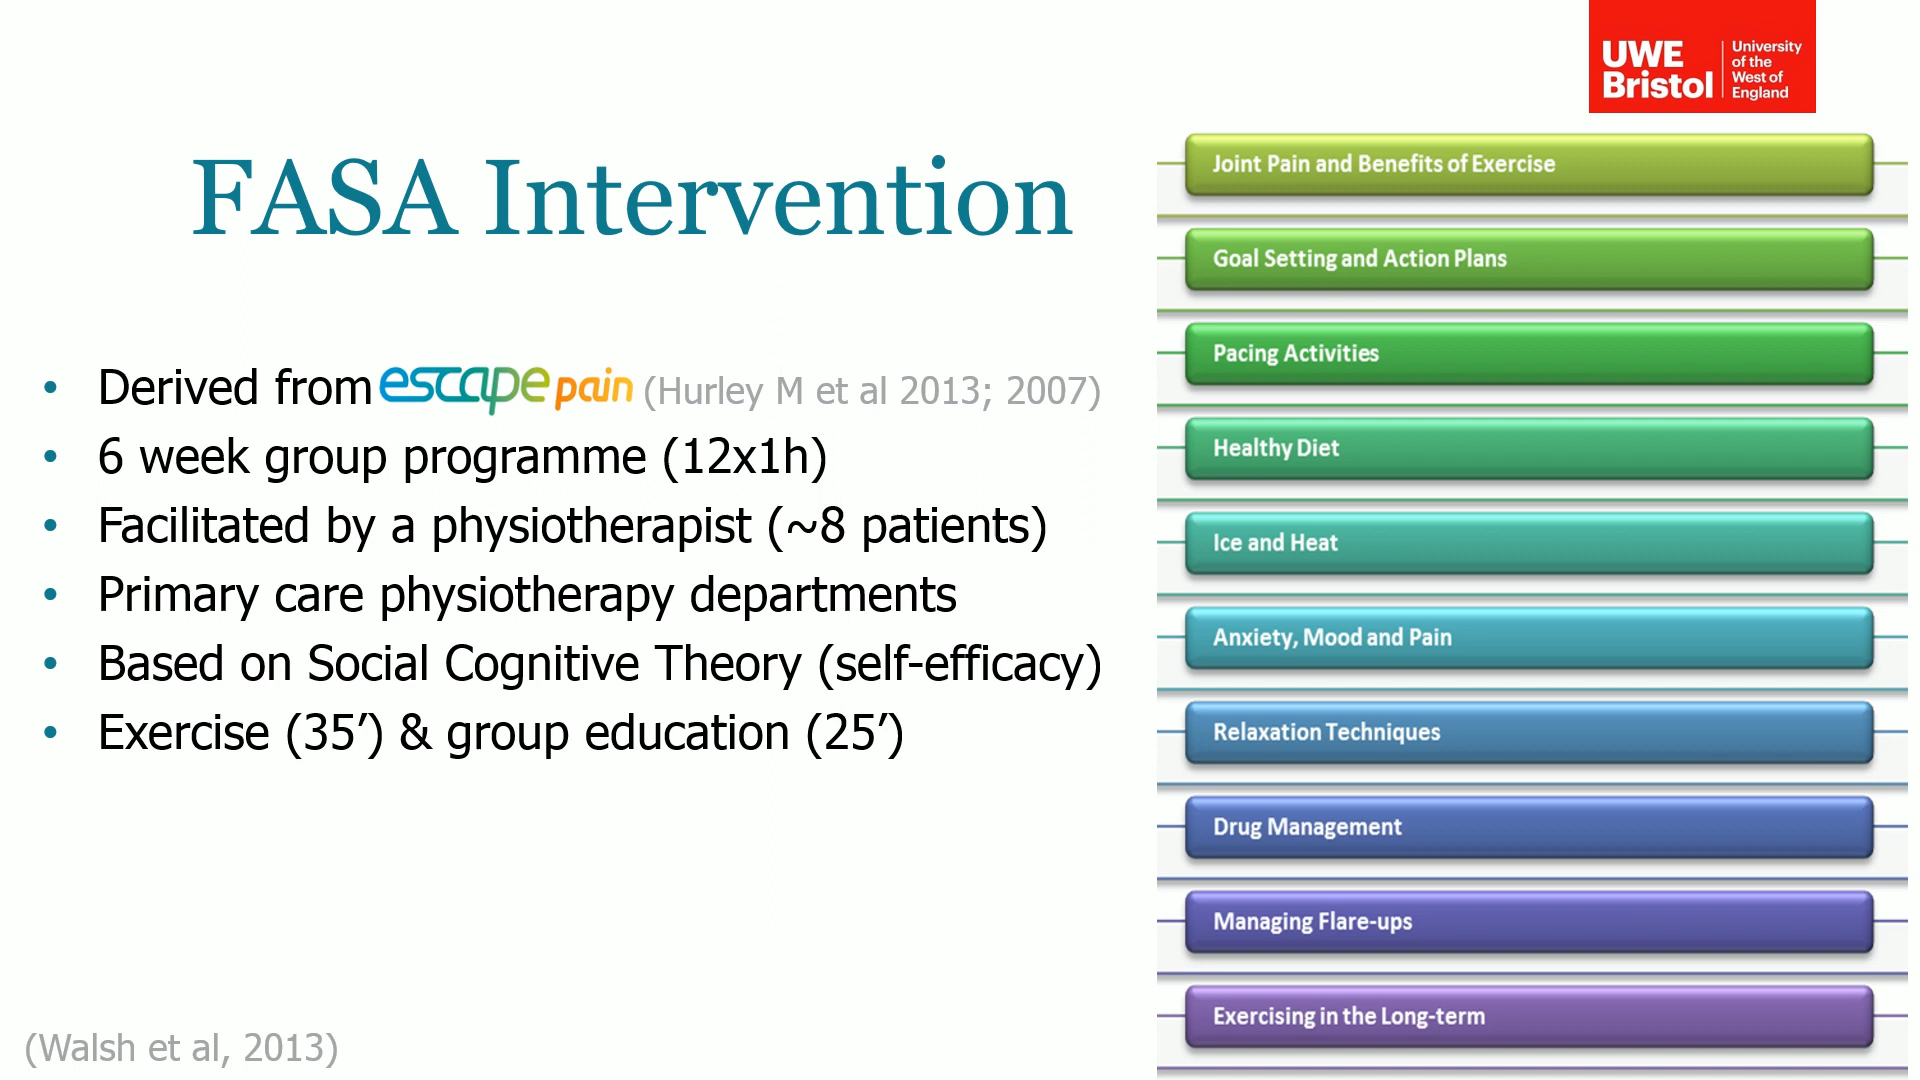 UWE Bristol
University of the West of England
FASA Intervention
• Derived from escape pain (Hurley M et al 2013; 2007)
• 6 week group programme (12x1h)
• Facilitated by a physiotherapist (~8 patients)
• Primary care physiotherapy departments
• Based on Social Cognitive Theory (self-efficacy)
• Exercise (35’) & group education (25’)
(Walsh et al, 2013)
Joint Pain and Benefits of Exercise
Goal Setting and Action Plans
Pacing Activities
Healthy Diet
Ice and Heat
Anxiety, Mood and Pain
Relaxation Techniques
Drug Management
Managing Flare-ups
Exercising in the Long-term